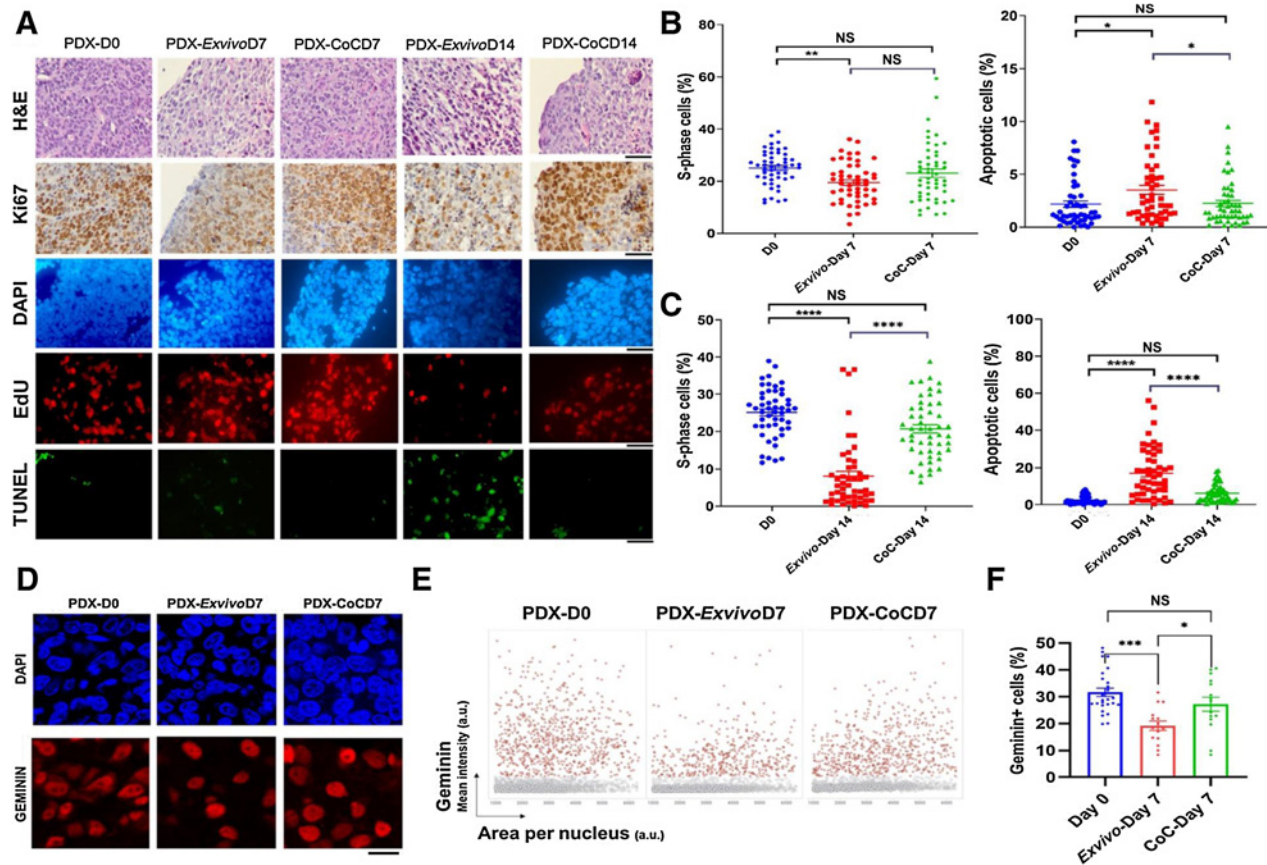 A
PDX-D0
PDX-ExvivoD7
PDX-CoCD7
PDX-ExvivoD14
PDX-CoCD14
H&E
Ki67
DAPI
EdU
TUNEL
B
S-phase cells (%)
80
60
40
20
0
NS
**
NS
D0
Exvivo-Day 7
CoC-Day 7
Apoptotic cells (%)
20
15
10
5
0
NS
*
*
D0
Exvivo-Day 7
CoC-Day 7
C
S-phase cells (%)
50
40
30
20
10
0
NS
****
****
D0
Exvivo-Day 14
CoC-Day 14
Apoptotic cells (%)
100
80
60
40
20
0
NS
****
****
D0
Exvivo-Day 14
CoC-Day 14
D
PDX-D0
PDX-ExvivoD7
PDX-CoCD7
DAPI
GEMININ
E
PDX-D0
PDX-ExvivoD7
PDX-CoCD7
Geminin
Mean intensity (a.u.)
Area per nucleus (a.u.)
F
Geminin+ cells (%)
50
40
30
20
10
0
NS
***
*
Day 0
Exvivo-Day 7
CoC-Day 7